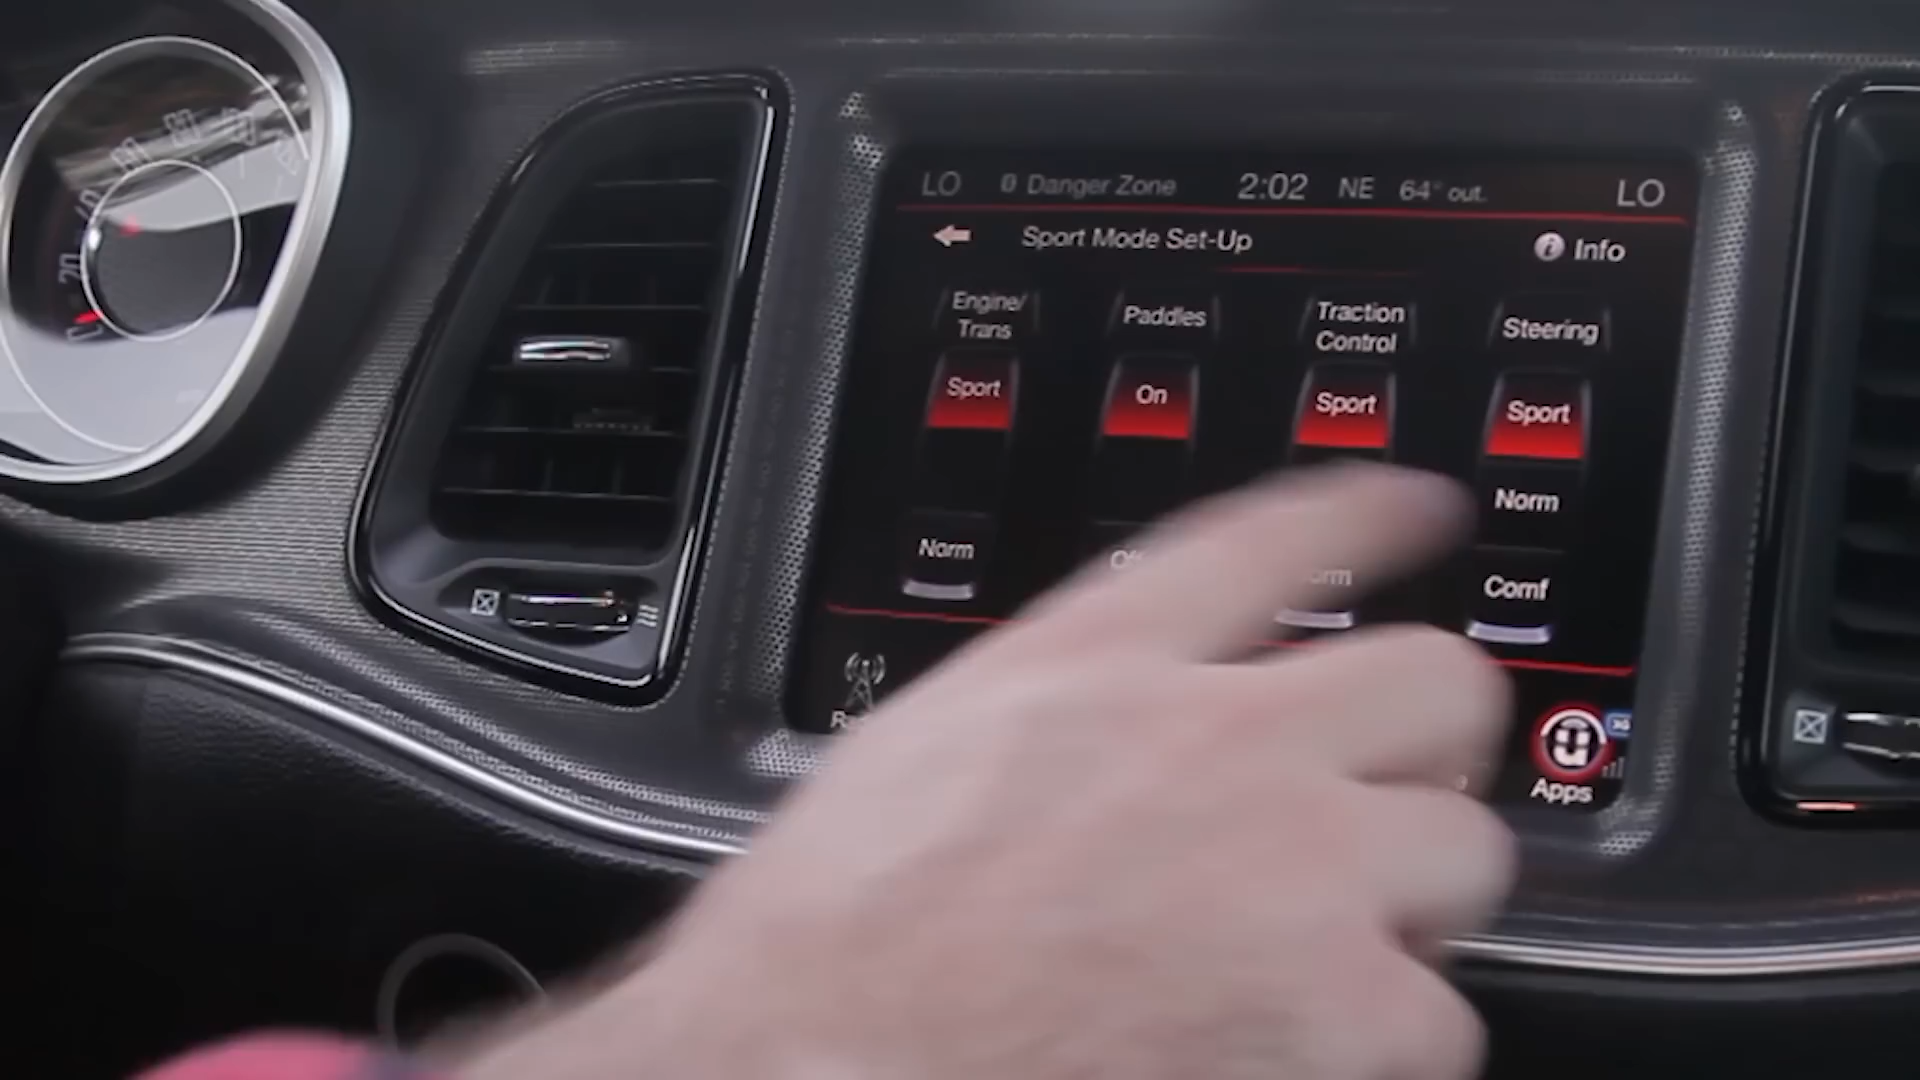 LO Danger Zone 2:02 NE 64° out. LO
Sport Mode Set-Up Info
Engine/
Trans
Paddles
Traction
Control
Steering
Sport On Sport Sport
Norm
Norm
Comf
Apps
20